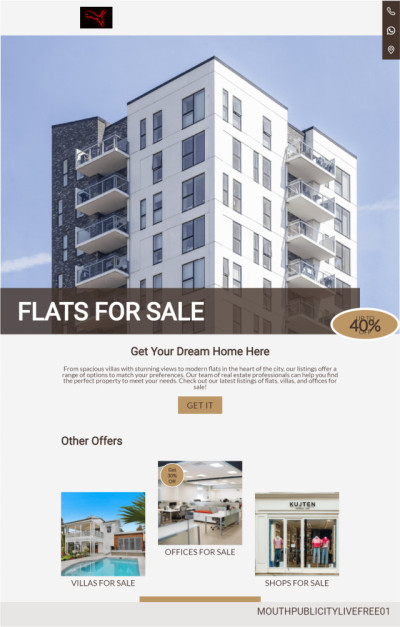 FLATS FOR SALE
UP TO
40%
Get Your Dream Home Here
From spacious villas with stunning views to modern flats in the heart of the city, our listings offer a
range of options to match your preferences. Our team of real estate professionals can help you find
the perfect property to meet your needs. Check out our latest listings of flats, villas, and offices for
sale!
GET IT
Other Offers
Get
30%
Off
KUJTEN
VILLAS FOR SALE
OFFICES FOR SALE
SHOPS FOR SALE
MOUTHPUBLICITYLIVEFREE01